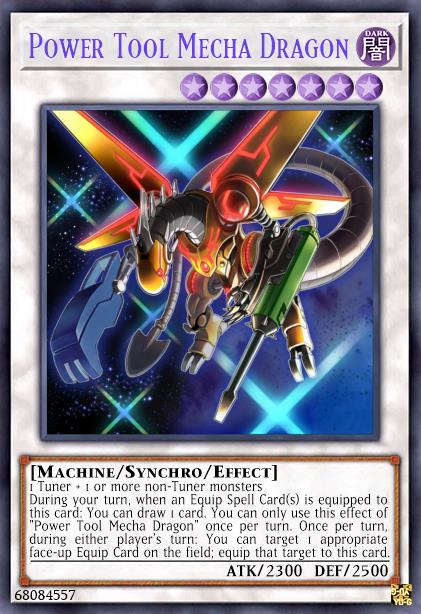 POWER TOOL MECHA DRAGON
DARK
闇
[MACHINE/SYNCHRO/EFFECT]
1 Tuner + 1 or more non-Tuner monsters
During your turn, when an Equip Spell Card(s) is equipped to
this card: You can draw 1 card. You can only use this effect of
"Power Tool Mecha Dragon" once per turn. Once per turn,
during either player's turn: You can target 1 appropriate
face-up Equip Card on the field; equip that target to this card.
ATK/2300 DEF/2500
68084557